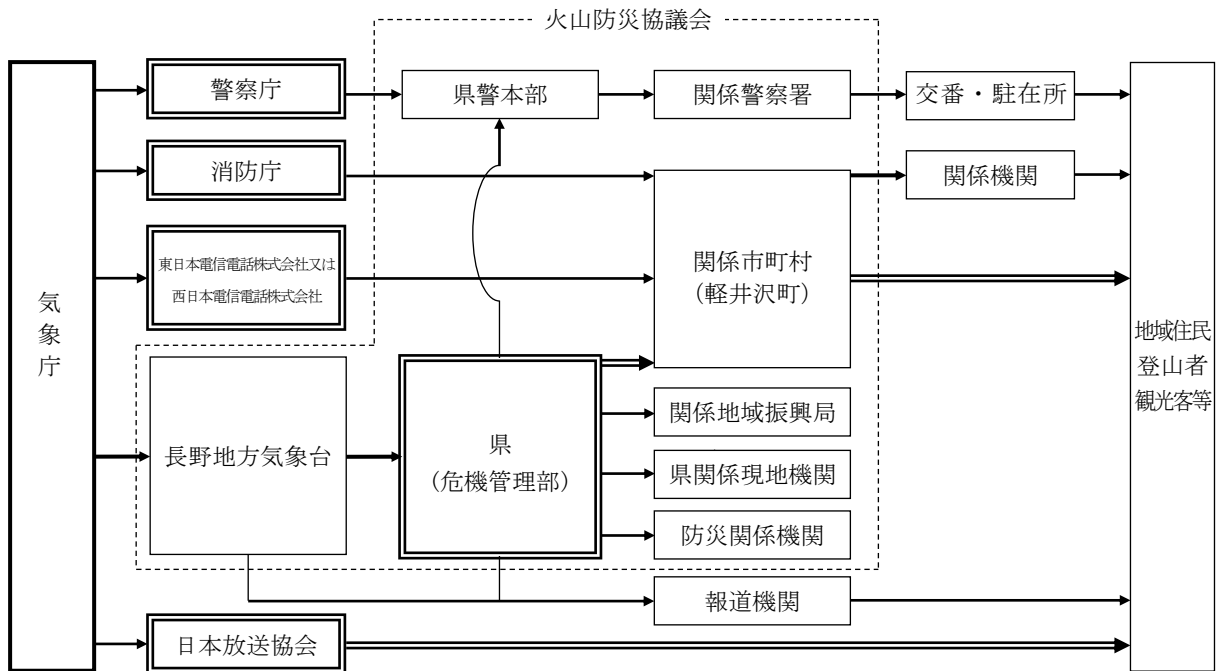 火山防災協議会
気象庁
警察庁
県警本部
関係警察署
交番・駐在所
消防庁
関係機関
東日本電信電話株式会社又は
西日本電信電話株式会社
関係市町村
(軽井沢町)
地域住民
登山者
観光客等
長野地方気象台
県
(危機管理部)
関係地域振興局
県関係現地機関
防災関係機関
報道機関
日本放送協会